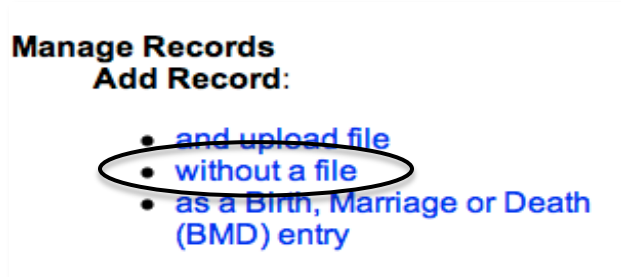 Manage Records
Add Record:
• and upload file
• without a file
• as a Birth, Marriage or Death
(BMD) entry